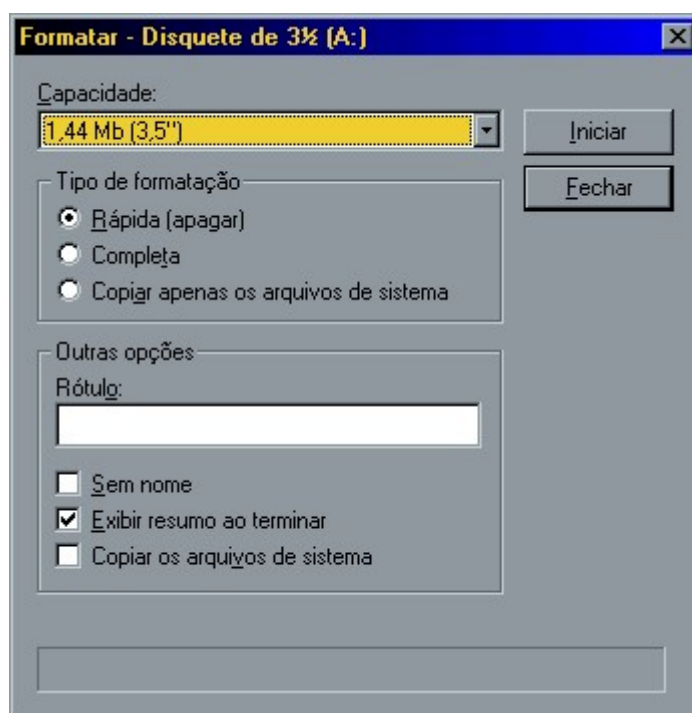 Formatar - Disquete de 3½ (A:)
Capacidade:
1,44 Mb (3,5")
Iniciar
Fechar
Tipo de formatação
Rápida (apagar)
Completa
Copiar apenas os arquivos de sistema
Outras opções
Rótulo:
Sem nome
Exibir resumo ao terminar
Copiar os arquivos de sistema